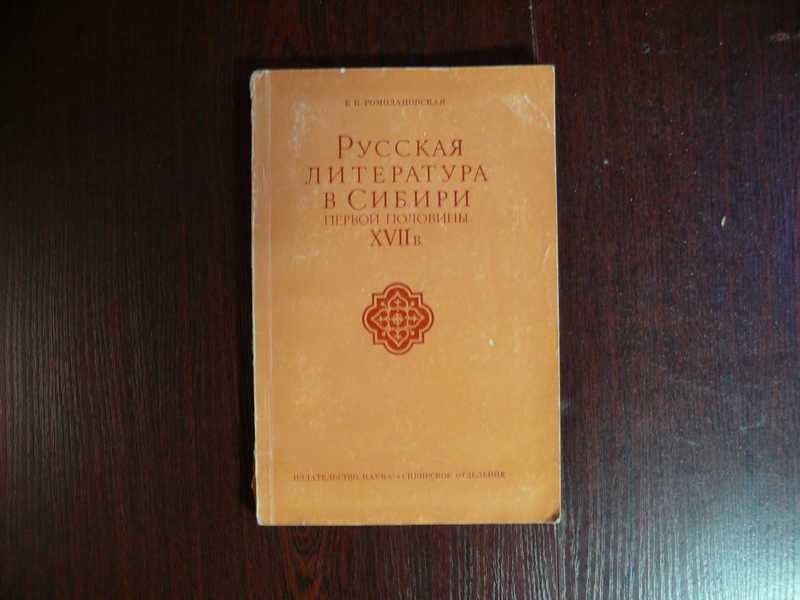 Е. К. РОМОДАНОВСКАЯ
РУССКАЯ
ЛИТЕРАТУРА
В СИБИРИ
ПЕРВОЙ ПОЛОВИНЫ
XVII В.
ИЗДАТЕЛЬСТВО „НАУКА“ • СИБИРСКОЕ ОТДЕЛЕНИЕ